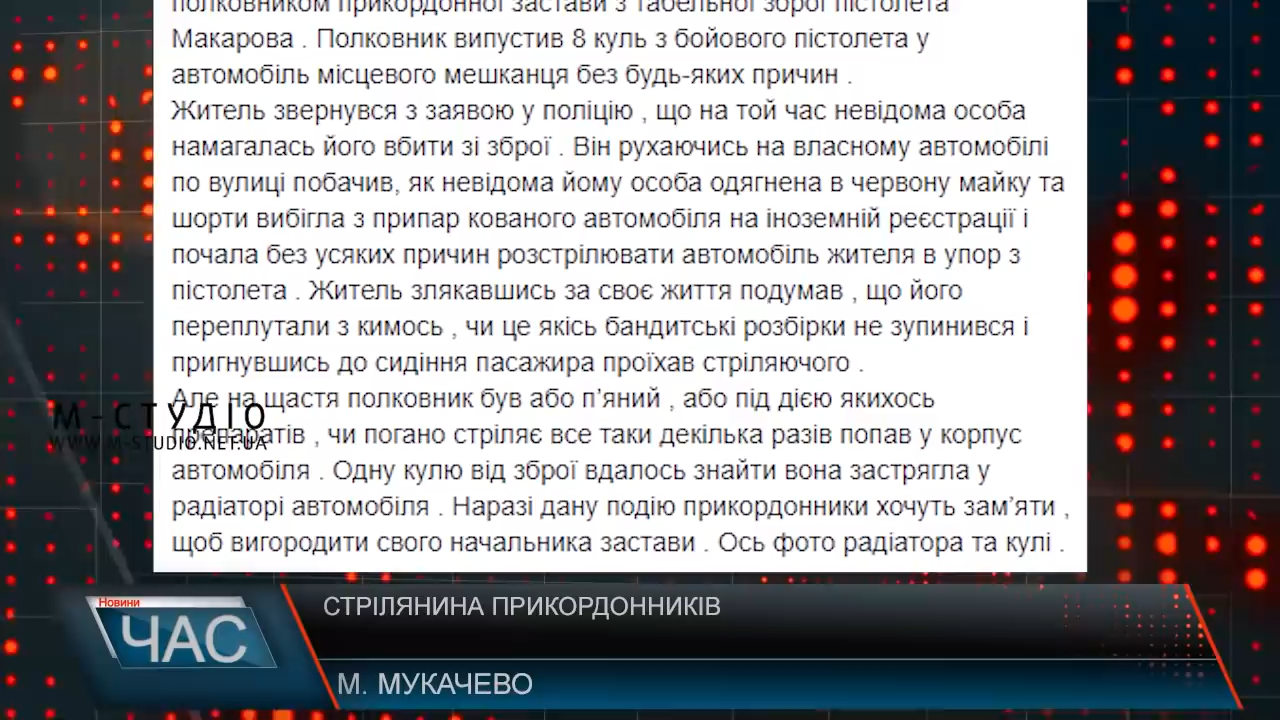 полковником прикордонної застави з табельної зброї пістолета
Макарова . Полковник випустив 8 куль з бойового пістолета у
автомобіль місцевого мешканця без будь-яких причин .
Житель звернувся з заявою у поліцію , що на той час невідома особа
намагалась його вбити зі зброї . Він рухаючись на власному автомобілі
по вулиці побачив, як невідома йому особа одягнена в червону майку та
шорти вибігла з припар кованого автомобіля на іноземній реєстрації і
почала без усяких причин розстрілювати автомобіль жителя в упор з
пістолета . Житель злякавшись за своє життя подумав , що його
переплутали з кимось , чи це якісь бандитські розбірки не зупинився і
пригнувшись до сидіння пасажира проїхав стріляючого .
Але на щастя полковник був або п’яний , або під дією якихось
препаратів , чи погано стріляє все таки декілька разів попав у корпус
автомобіля . Одну кулю від зброї вдалось знайти вона застрягла у
радіаторі автомобіля . Наразі дану подію прикордонники хочуть зам’яти ,
щоб вигородити свого начальника застави . Ось фото радіатора та кулі .
М-СТУДІО
WWW.M-STUDIO.NET.UA
Новини
ЧАС
СТРІЛЯНИНА ПРИКОРДОННИКІВ
М. МУКАЧЕВО